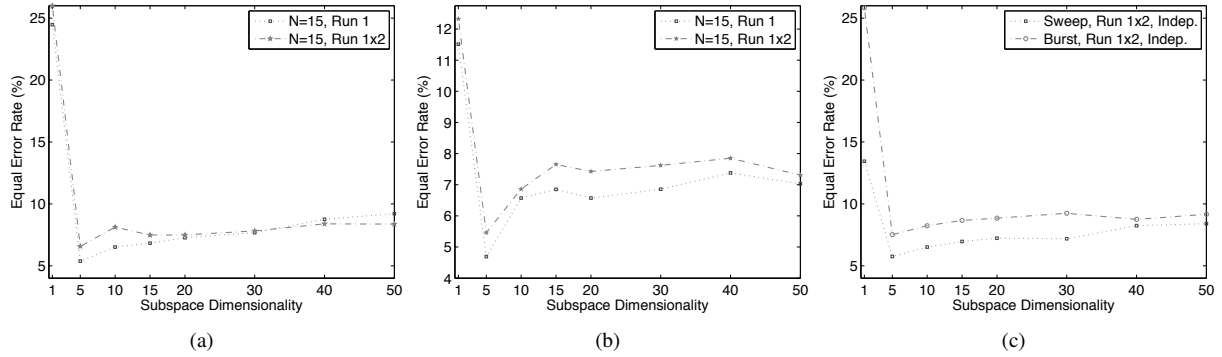 25
20
15
10
5
Equal Error Rate (%)
N=15, Run 1
N=15, Run 1x2
1 5 10 15 20 30 40 50
Subspace Dimensionality
(a)
12
11
10
9
8
7
6
5
4
Equal Error Rate (%)
N=15, Run 1
N=15, Run 1x2
1 5 10 15 20 30 40 50
Subspace Dimensionality
(b)
25
20
15
10
5
Equal Error Rate (%)
Sweep, Run 1x2, Indep.
Burst, Run 1x2, Indep.
1 5 10 15 20 30 40 50
Subspace Dimensionality
(c)